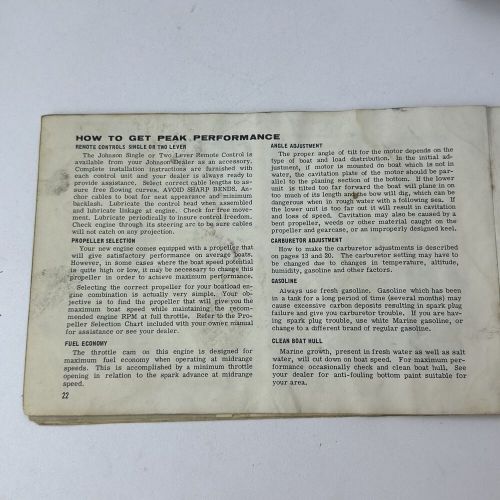 HOW TO GET PEAK PERFORMANCE
REMOTE CONTROLS SINGLE OR TWO LEVER
The Johnson Single or Two Lever Remote Control is
available from your Johnson Dealer as an accessory.
Complete installation instructions are furnished with
each control unit and your dealer is always ready to
provide assistance. Select correct cable lengths to as-
sure free flowing curves, AVOID SHARP BENDS. An-
chor cables to boat for neat appearance and minimum
backlash. Lubricate the control head when assembled
and lubricate linkage at engine. Check for free move-
ment. Lubricate periodically to insure control freedom.
Check engine through its steering arc to be sure cables
will not catch on any projection.
PROPELLER SELECTION
Your new engine comes equipped with a propeller that
will give satisfactory performance on average boats.
However, in some cases where the boat speed potential
is quite high or low, it may be necessary to change this
propeller in order to achieve maximum performance.
Selecting the correct propeller for your boatload en-
gine combination is actually very simple. Your ob-
jective is to find the propeller that will give you the
maximum boat speed while maintaining the recom-
mended engine RPM at full throttle. Refer to the Pro-
peller Selection Chart included with your owner manual
for assistance or see your dealer.
FUEL ECONOMY
The throttle cam on this engine is designed for
maximum fuel economy when operating at midrange
speeds. This is accomplished by a minimum throttle
opening in relation to the spark advance at midrange
speed.
22
ANGLE ADJUSTMENT
The proper angle of tilt for the motor depends on the
type of boat and load distribution. In the initial ad-
justment, if motor is mounted on boat which is not in
water, the cavitation plate of the motor should be par-
allel to the planing section of the bottom. If the lower
unit is tilted too far forward the boat will plane in on
too much of its length and the bow will dig, which can be
dangerous when in rough water with a following sea. If
the lower unit is too far out it will result in cavitation
and loss of speed. Cavitation may also be caused by a
bent propeller, weeds or other material caught on the
propeller and gearcase, or an improperly designed keel.
CARBURETOR ADJUSTMENT
How to make the carburetor adjustments is described
on pages 13 and 20. The carburetor setting may have to
be changed due to changes in temperature, altitude,
humidity, gasoline and other factors.
GASOLINE
Always use fresh gasoline. Gasoline which has been
in a tank for a long period of time (several months) may
cause excessive carbon deposits resulting in spark plug
failure and give you carburetor trouble. If you are hav-
ing spark plug trouble, use white Marine gasoline, or
change to a different brand of regular gasoline.
CLEAN BOAT HULL
Marine growth, present in fresh water as well as salt
water, will cut down on boat speed. For maximum per-
formance occasionally check and clean boat hull. See
your dealer for anti-fouling bottom paint suitable for
your area.